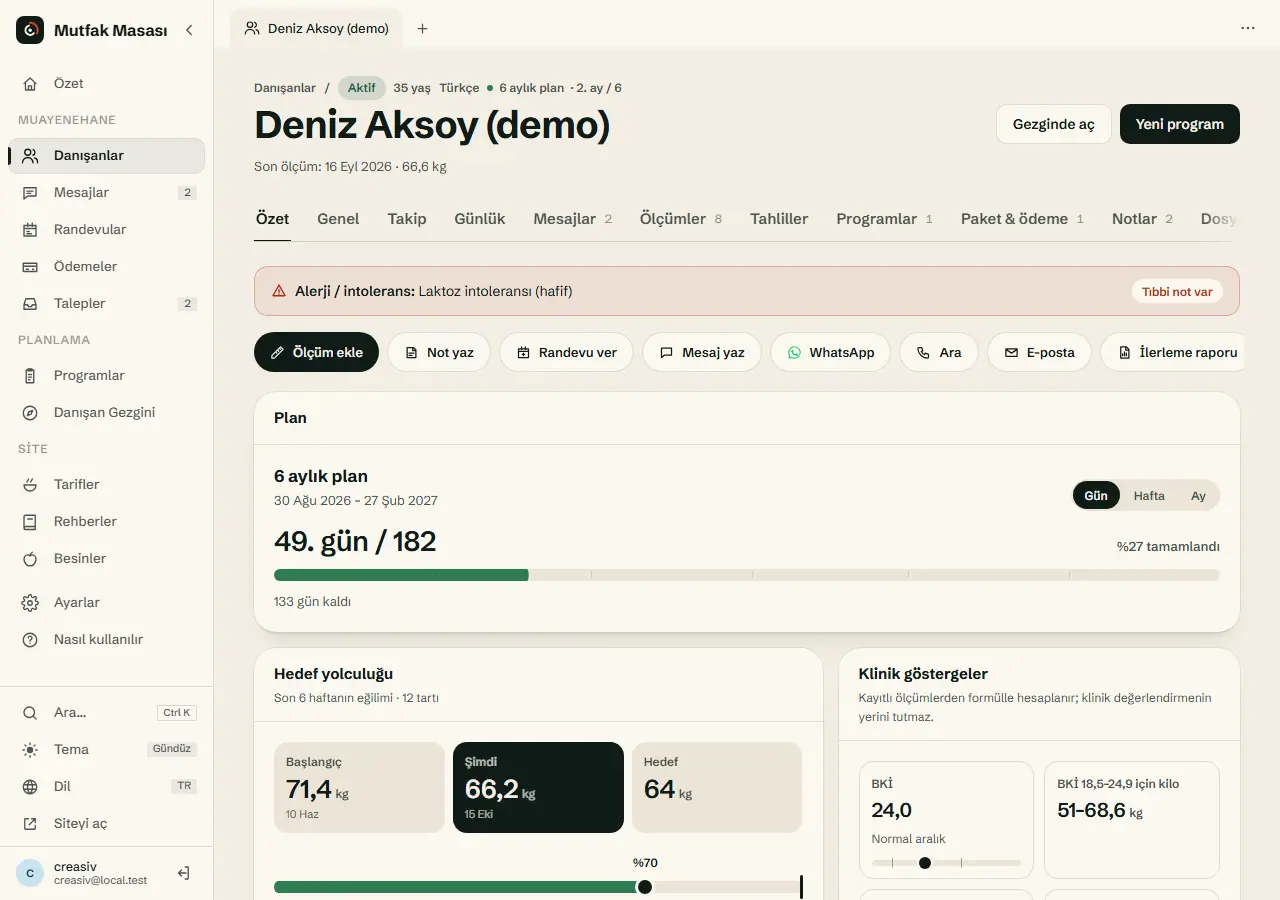 Mutfak Masası
Özet
MUAYENEHANE
Danışanlar
Mesajlar 2
Randevular
Ödemeler
Talepler 2
PLANLAMA
Programlar
Danışan Gezgini
SİTE
Tarifler
Rehberler
Besinler
Ayarlar
Nasıl kullanılır
Ara... Ctrl K
Tema Gündüz
Dil TR
Siteyi aç
C creasiv
creasiv@local.test
Deniz Aksoy (demo) +
Danışanlar / Aktif 35 yaş Türkçe 6 aylık plan · 2. ay / 6
Deniz Aksoy (demo)
Gezginde aç Yeni program
Son ölçüm: 16 Eyl 2026 · 66,6 kg
Özet Genel Takip Günlük Mesajlar 2 Ölçümler 8 Tahliller Programlar 1 Paket & ödeme 1 Notlar 2 Dosy
Alerji / intolerans: Laktoz intoleransı (hafif) Tıbbi not var
Ölçüm ekle Not yaz Randevu ver Mesaj yaz WhatsApp Ara E-posta İlerleme raporu
Plan
6 aylık plan
30 Ağu 2026 – 27 Şub 2027
Gün Hafta Ay
49. gün / 182
%27 tamamlandı
133 gün kaldı
Hedef yolculuğu
Son 6 haftanın eğilimi · 12 tartı
Başlangıç
71,4 kg
10 Haz
Şimdi
66,2 kg
15 Eki
Hedef
64 kg
%70
Klinik göstergeler
Kayıtlı ölçümlerden formülle hesaplanır; klinik değerlendirmenin
yerini tutmaz.
BKİ
24,0
Normal aralık
BKİ 18,5–24,9 için kilo
51–68,6 kg